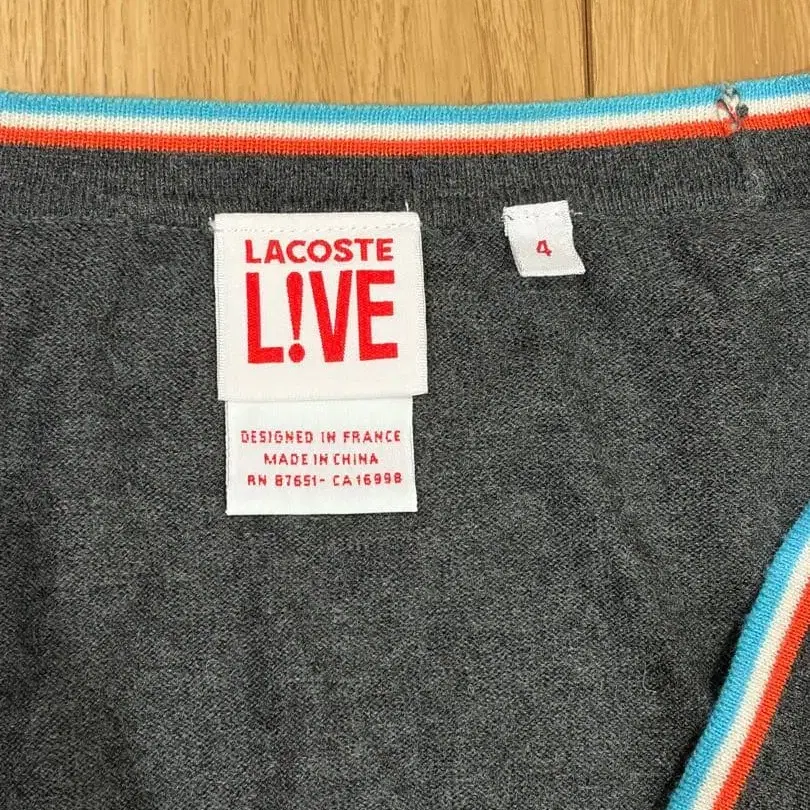 LACOSTE
L!VE
4
DESIGNED IN FRANCE
MADE IN CHINA
RN 87651- CA16998